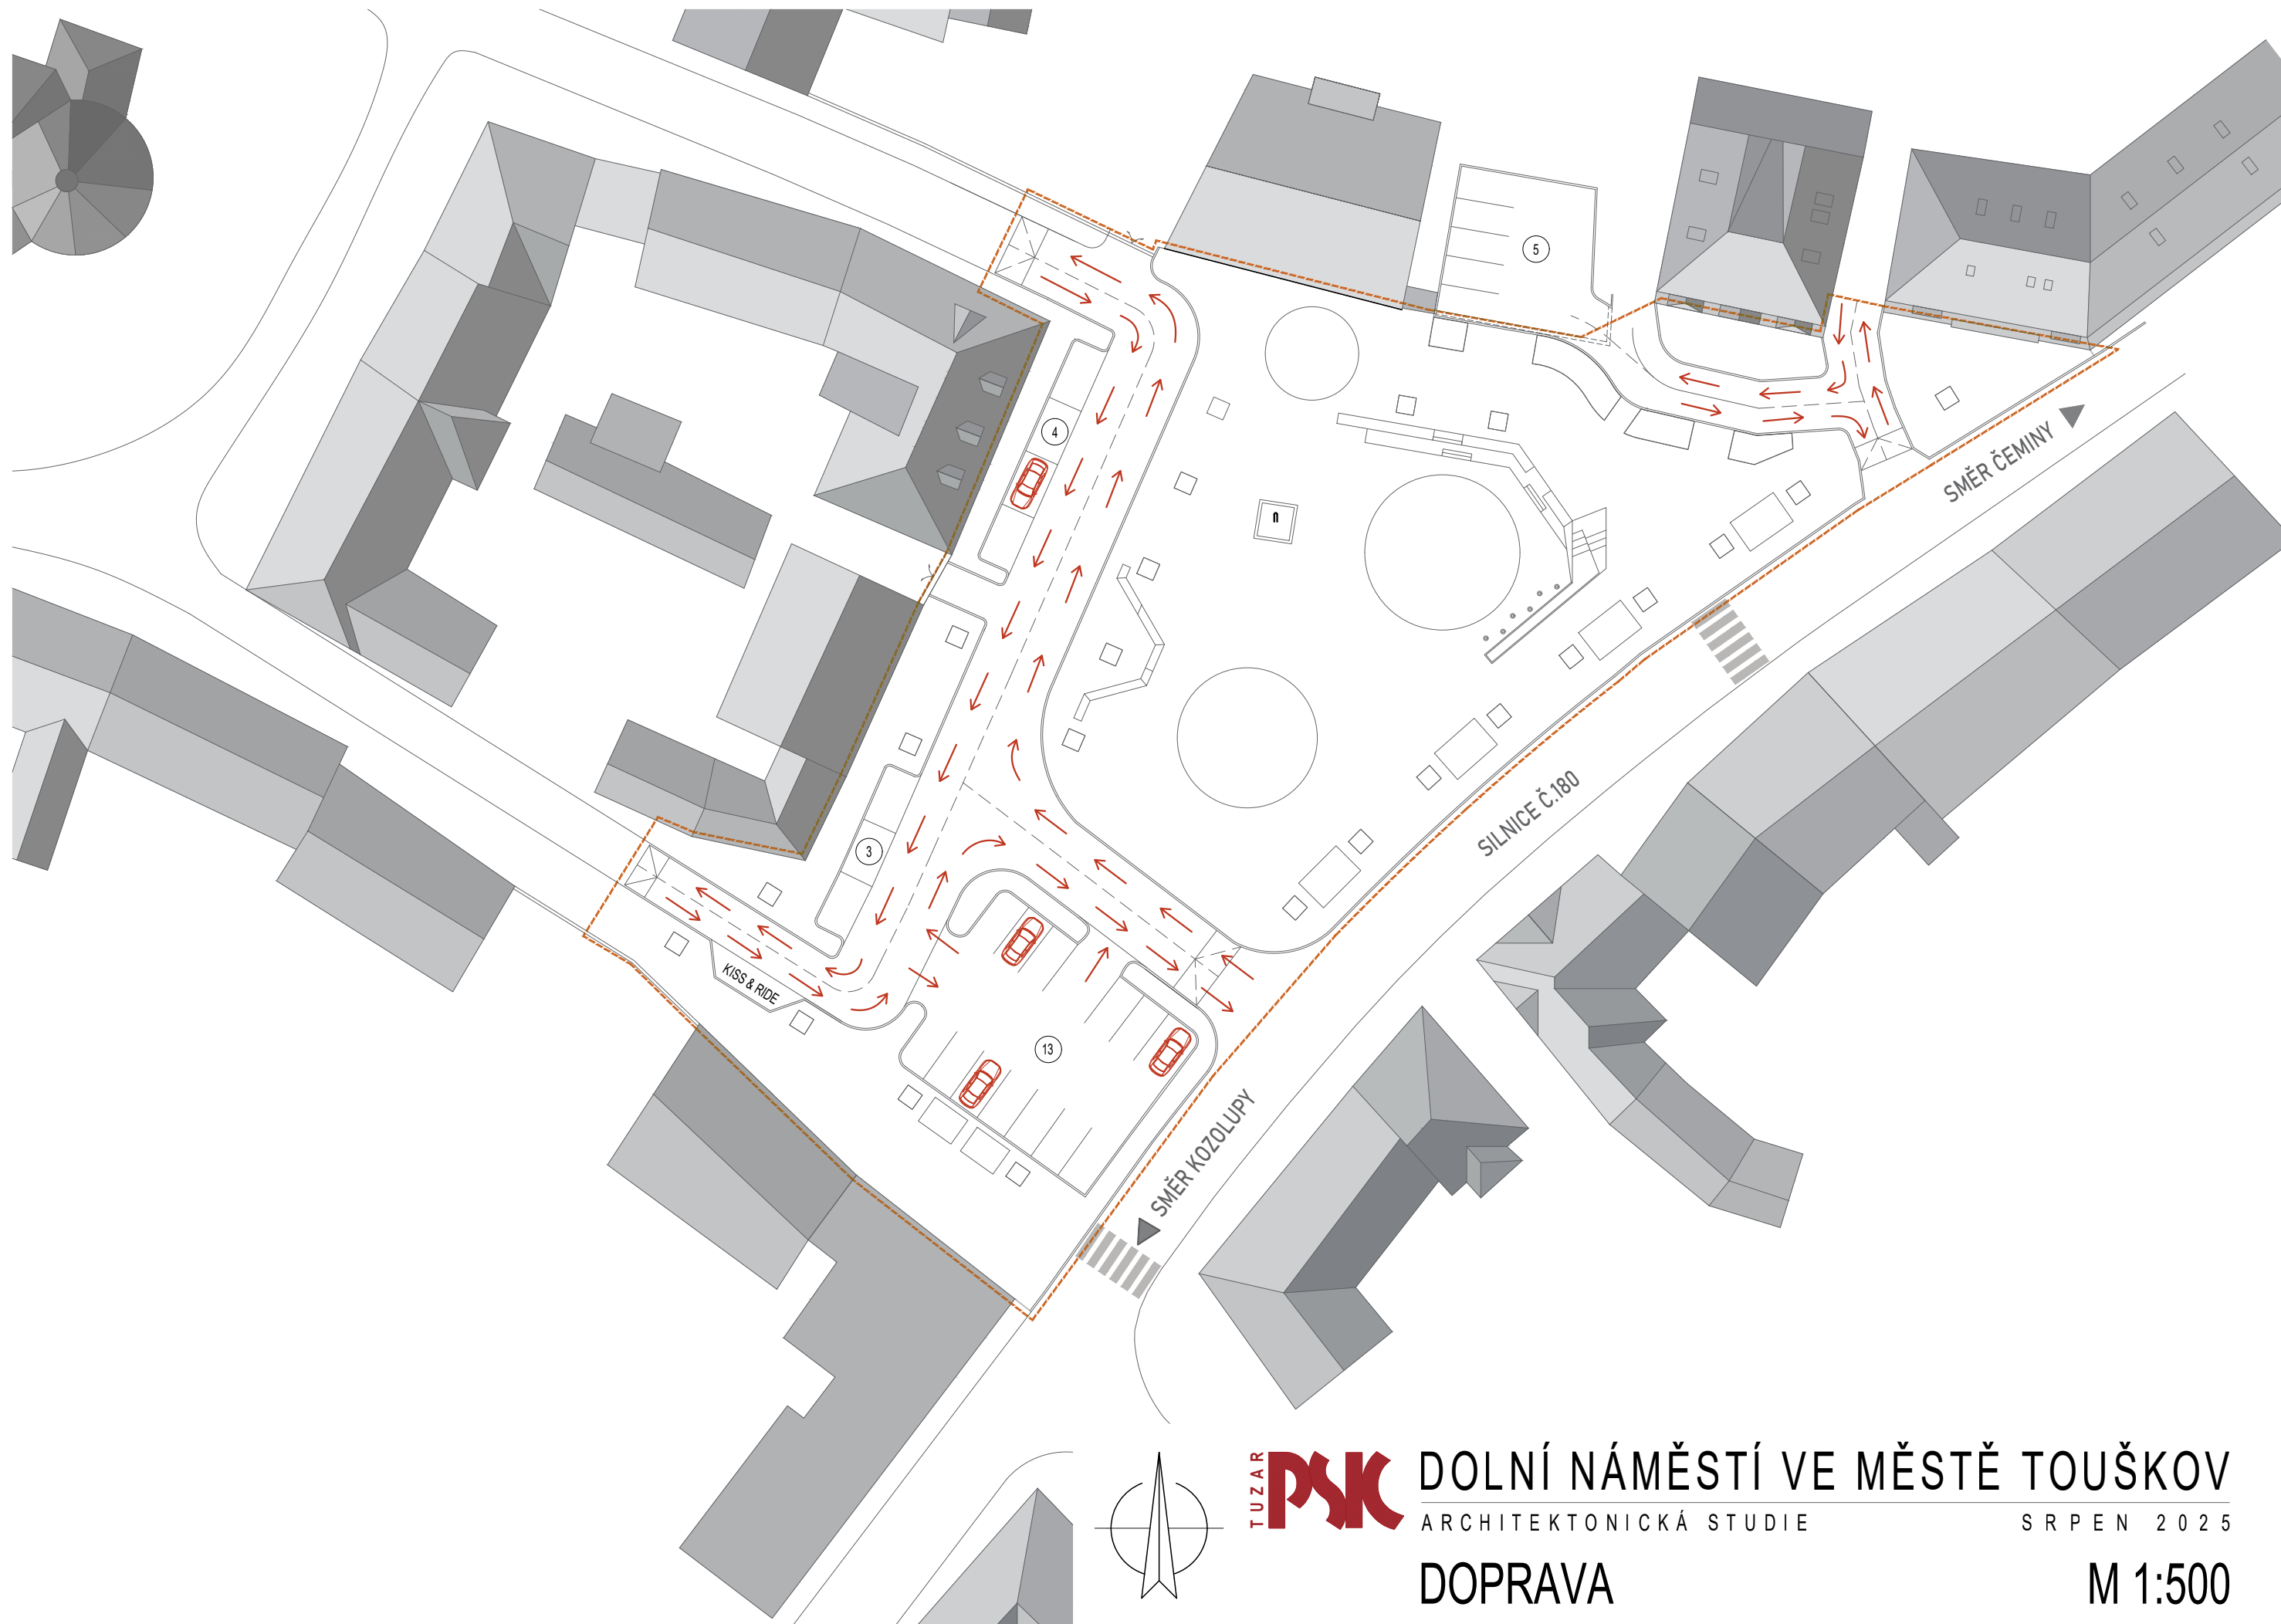 5
4
SMĚR ČEMINY
SILNICE Č.180
3
KISS & RIDE
13
SMĚR KOZOLUPY
TUZAR
PSK
DOLNÍ NÁMĚSTÍ VE MĚSTĚ TOUŠKOV
ARCHITEKTONICKÁ STUDIE
SRPEN 2025
DOPRAVA
M 1:500